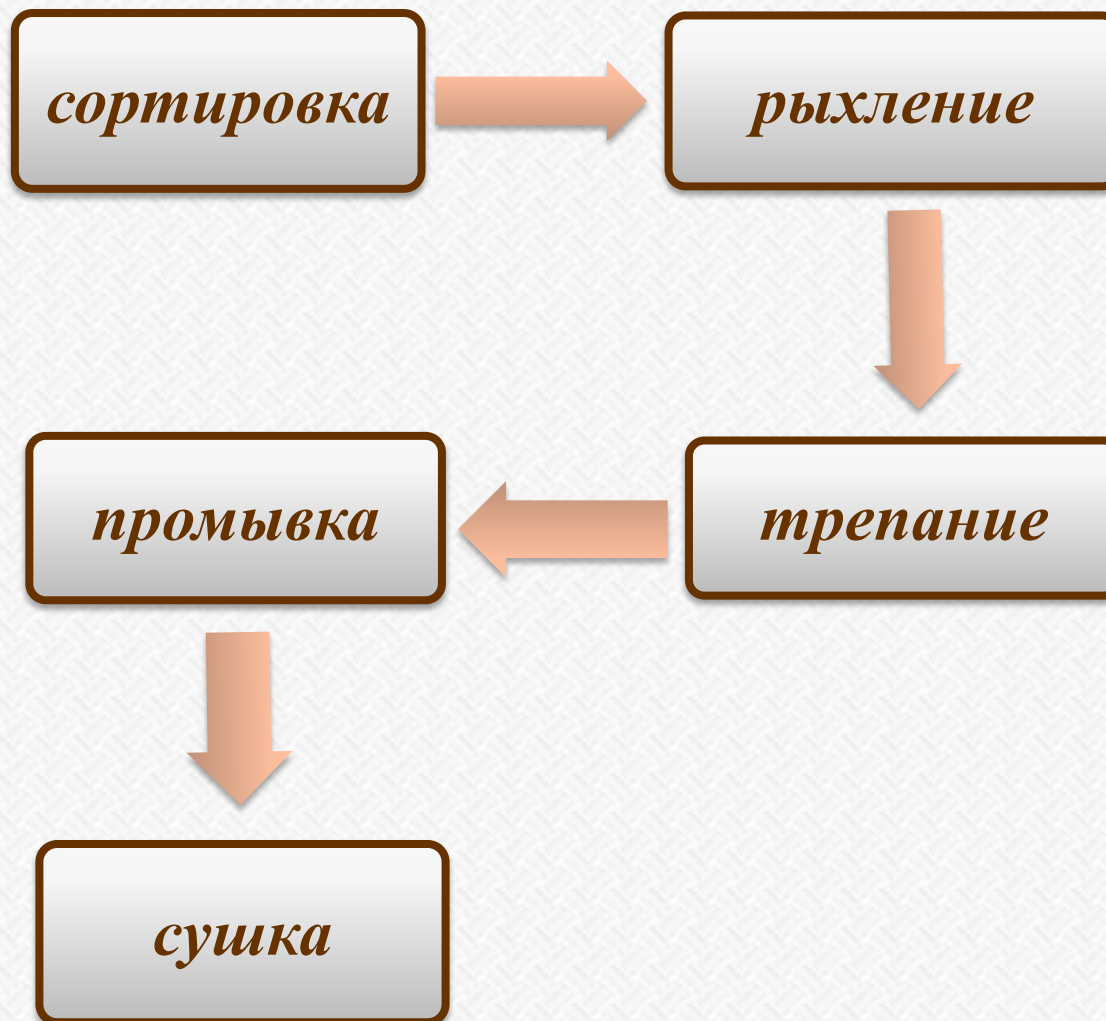 сортировка
рыхление
трепание
промывка
сушка